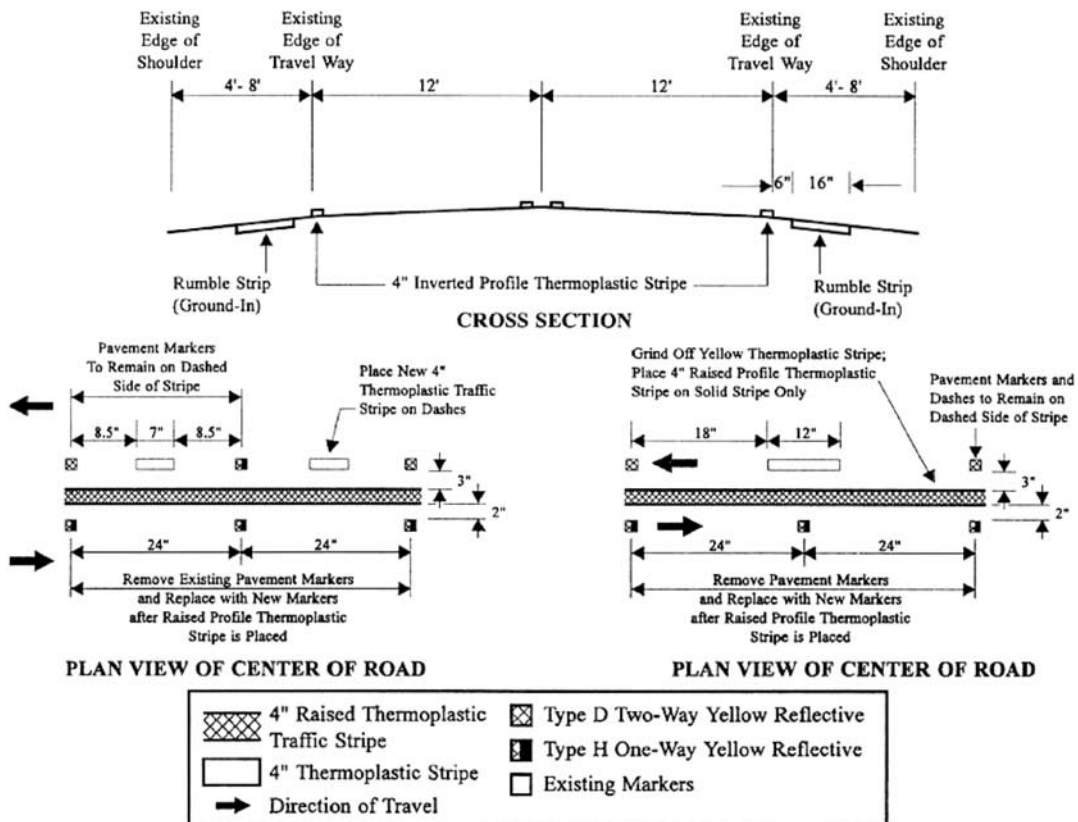 Existing
Edge of
Shoulder
Existing
Edge of
Travel Way
Existing
Edge of
Travel Way
Existing
Edge of
Shoulder
4'- 8'
12'
12'
4'- 8'
6"
16"
Rumble Strip
(Ground-In)
4" Inverted Profile Thermoplastic Stripe
Rumble Strip
(Ground-In)
CROSS SECTION
Pavement Markers
To Remain on Dashed
Side of Stripe
Place New 4"
Thermoplastic Traffic
Stripe on Dashes
8.5"
7"
8.5"
3"
2"
24"
24"
Remove Existing Pavement Markers
and Replace with New Markers
after Raised Profile Thermoplastic
Stripe is Placed
PLAN VIEW OF CENTER OF ROAD
Grind Off Yellow Thermoplastic Stripe;
Place 4" Raised Profile Thermoplastic
Stripe on Solid Stripe Only
Pavement Markers and
Dashes to Remain on
Dashed Side of Stripe
18"
12"
3"
2"
24"
24"
Remove Pavement Markers
and Replace with New Markers
after Raised Profile Thermoplastic
Stripe is Placed
PLAN VIEW OF CENTER OF ROAD
4" Raised Thermoplastic
Traffic Stripe
4" Thermoplastic Stripe
Direction of Travel
Type D Two-Way Yellow Reflective
Type H One-Way Yellow Reflective
Existing Markers